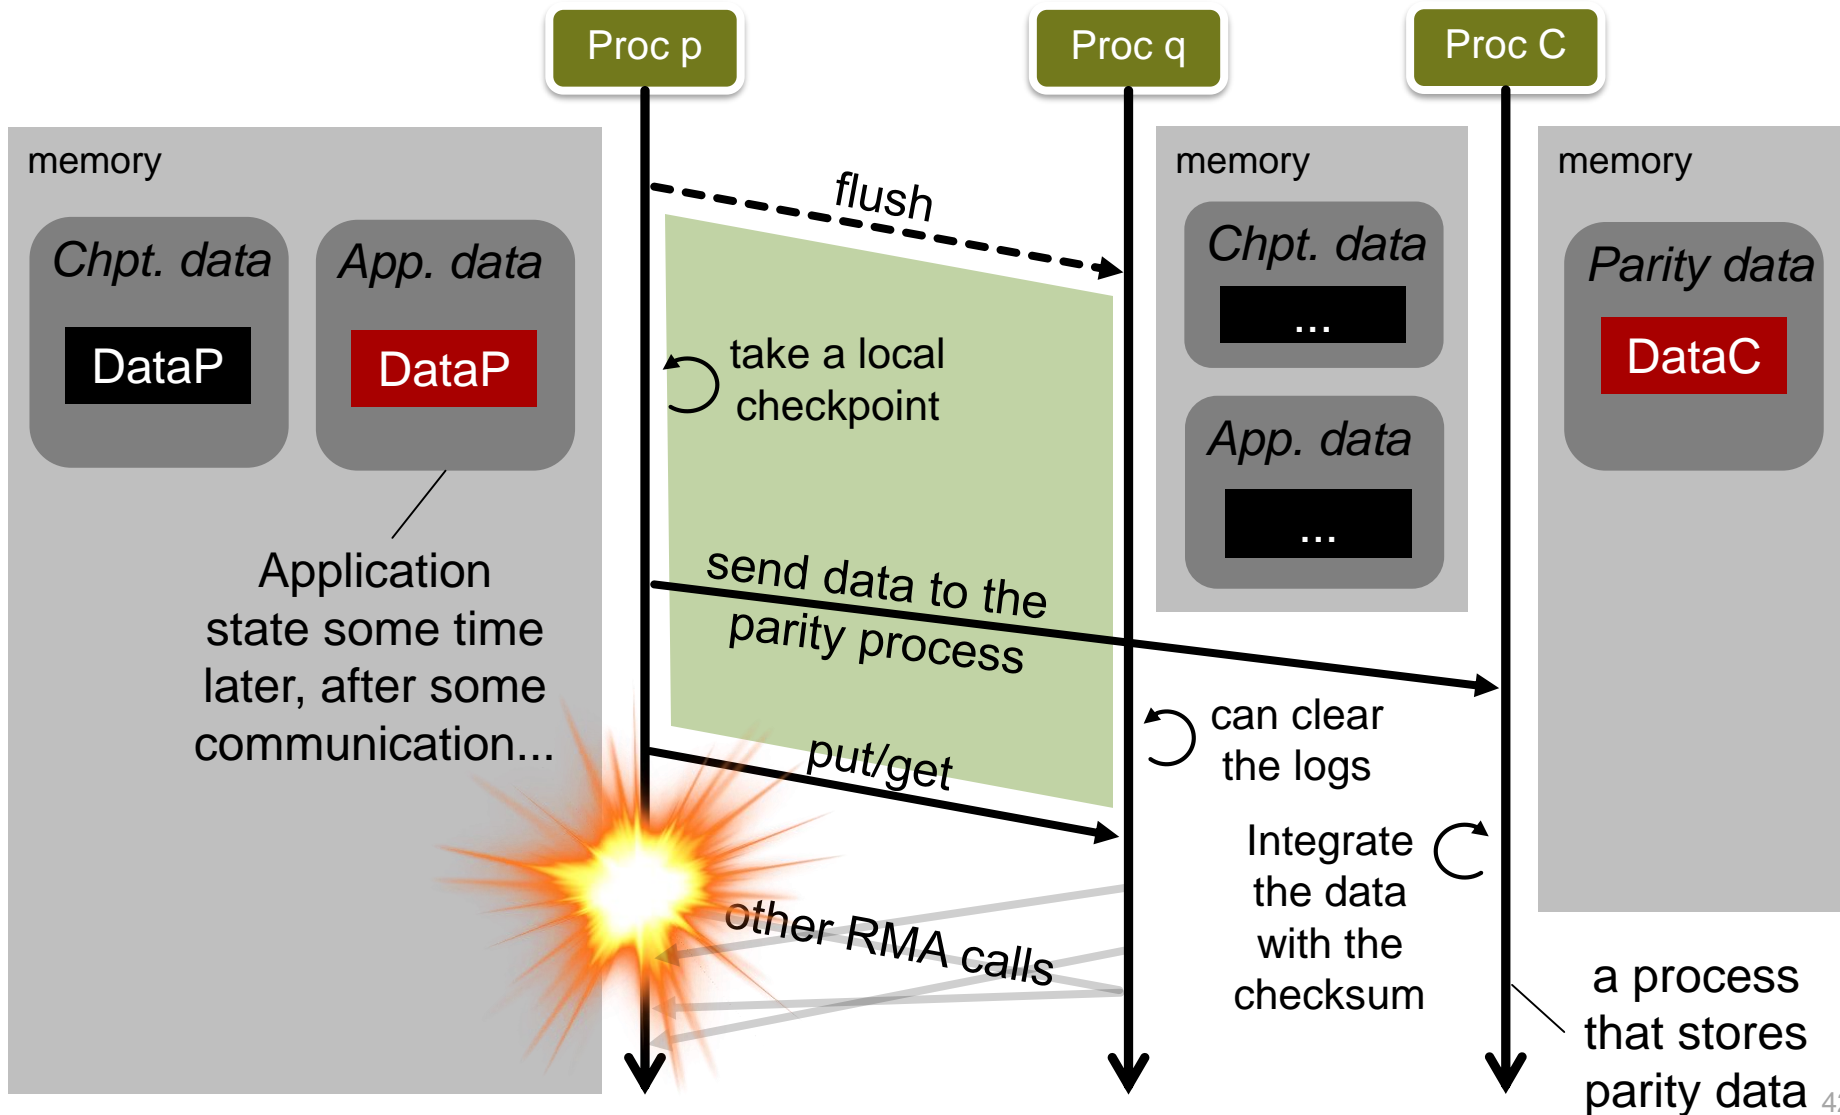 Proc p
Proc q
Proc C
memory
Chpt. data
DataP
App. data
DataP
Application
state some time
later, after some
communication...
flush
take a local
checkpoint
send data to the
parity process
put/get
other RMA calls
memory
Chpt. data
...
App. data
...
can clear
the logs
Integrate
the data
with the
checksum
memory
Parity data
DataC
a process
that stores
parity data